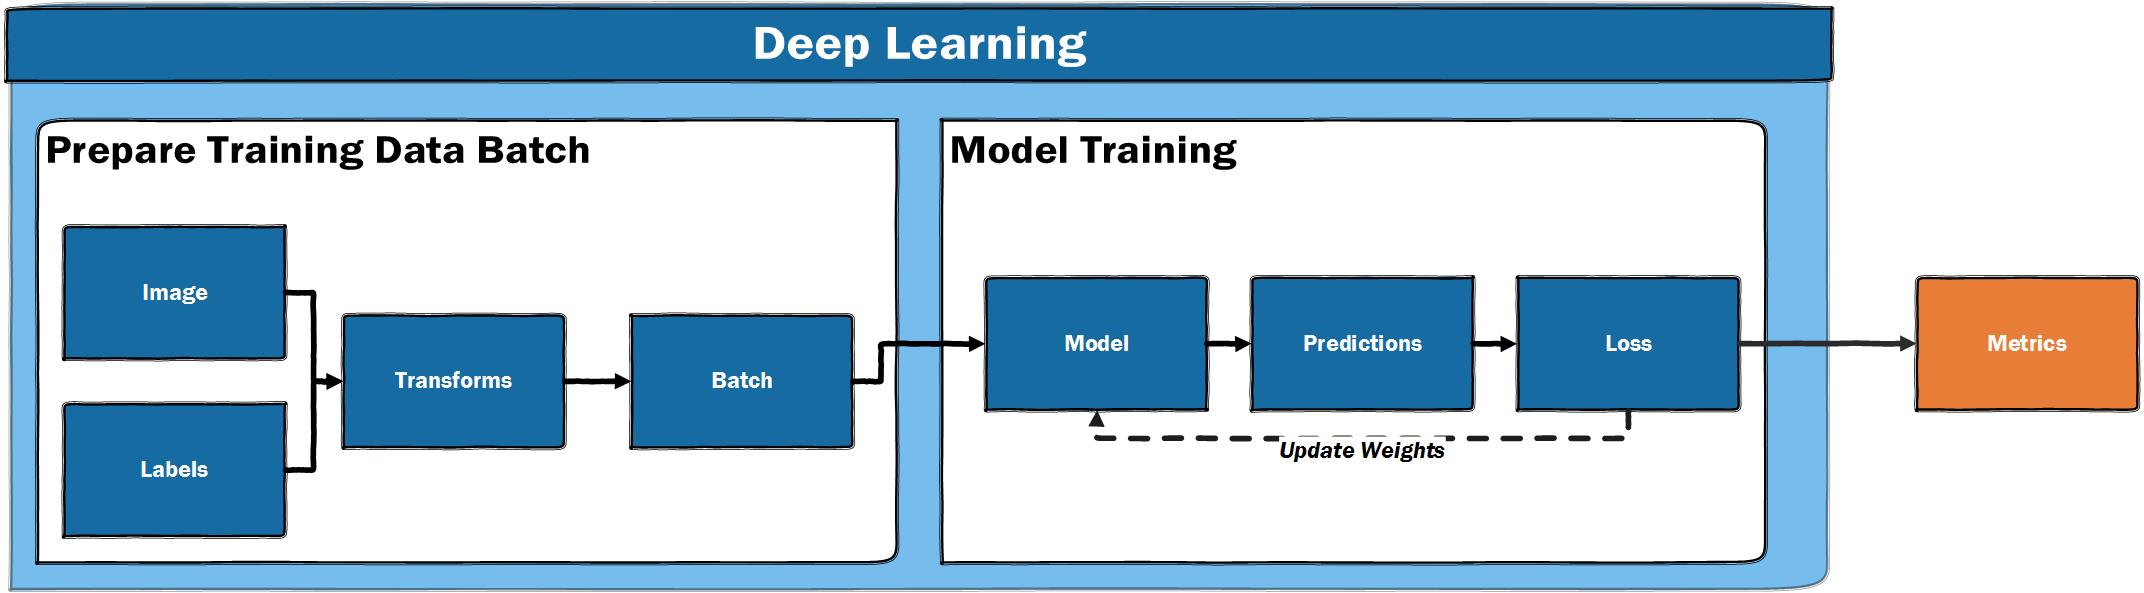 Deep Learning
Prepare Training Data Batch
Image
Labels
Transforms
Batch
Model Training
Model
Predictions
Loss
Update Weights
Metrics